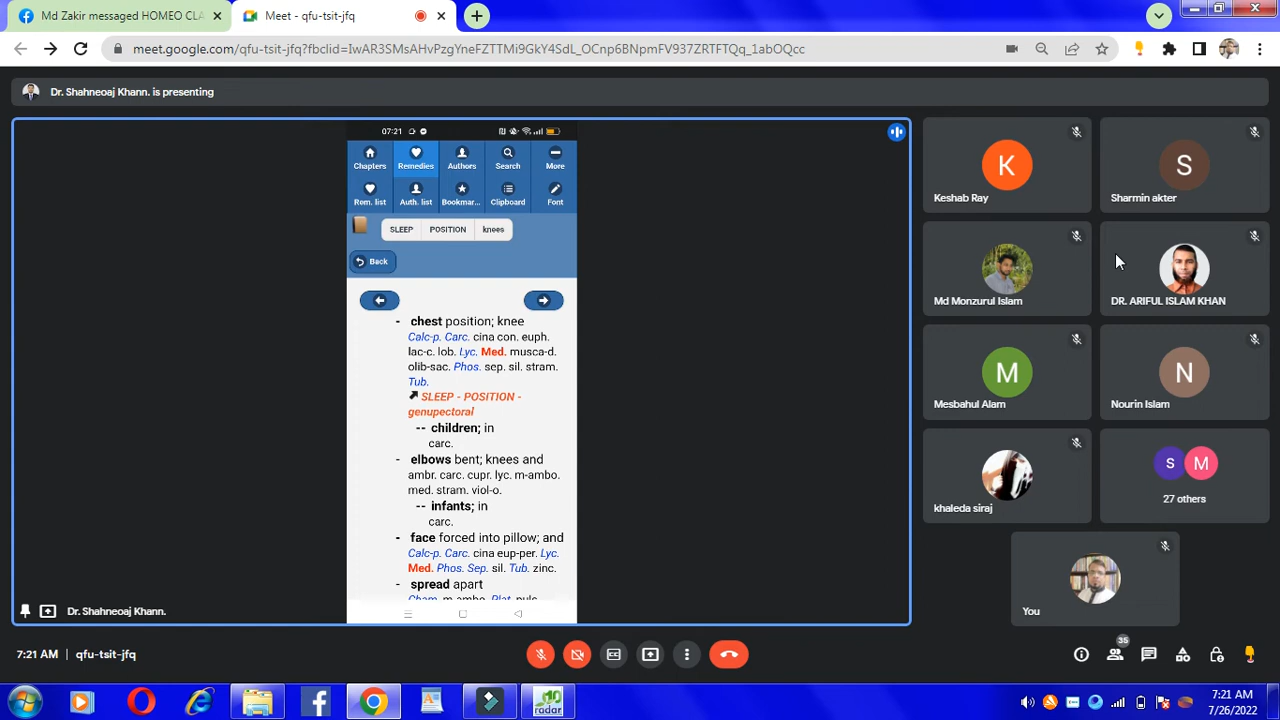 Md Zakir messaged HOMEO CLA
Meet - qfu-tsit-jfq
meet.google.com/qfu-tsit-jfq?fbclid=IwAR3SMsAHvPzgYneFZTTMi9GkY4SdL_OCnp6BNpmFV937ZRTFTQq_1abOQcc
Dr. Shahneoaj Khann. is presenting
07:21
Chapters
Remedies
Authors
Search
More
Rem. list
Auth. list
Bookmar...
Clipboard
Font
SLEEP
POSITION
knees
Back
- chest position; knee
Calc-p. Carc. cina con. euph.
lac-c. lob. Lyc. Med. musca-d.
olib-sac. Phos. sep. sil. stram.
Tub.
SLEEP - POSITION -
genupectoral
-- children; in
carc.
- elbows bent; knees and
ambr. carc. cupr. lyc. m-ambo.
med. stram. viol-o.
-- infants; in
carc.
- face forced into pillow; and
Calc-p. Carc. cina eup-per. Lyc.
Med. Phos. Sep. sil. Tub. zinc.
- spread apart
Cham. m-ambo. Plat. puls.
Dr. Shahneoaj Khann.
K
Keshab Ray
S
Sharmin akter
Md Monzurul Islam
DR. ARIFUL ISLAM KHAN
M
Mesbahul Alam
N
Nourin Islam
khaleda siraj
S M
27 others
You
7:21 AM | qfu-tsit-jfq
35
10
radar
7:21 AM
7/26/2022